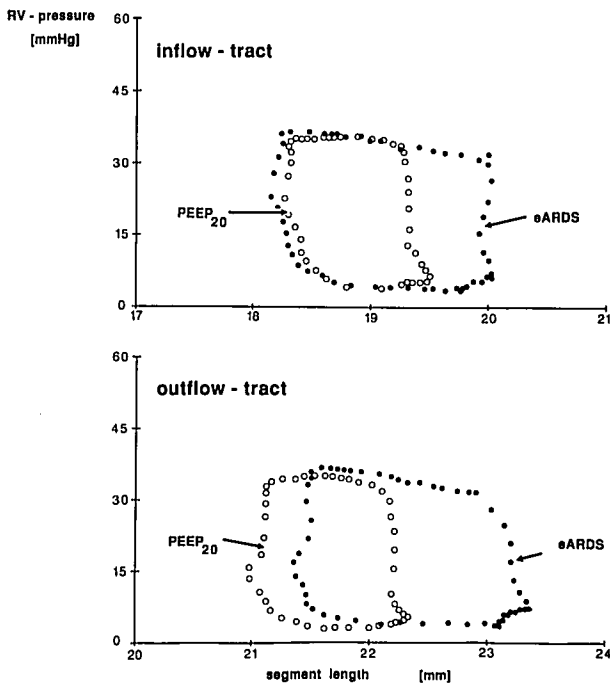 RV - pressure
[mmHg]
60
inflow - tract
45
30
PEEP20
eARDS
15
0
17 18 19 20 21
60
outflow - tract
45
30
PEEP20
eARDS
15
0
20 21 22 23 24
segment length [mm]